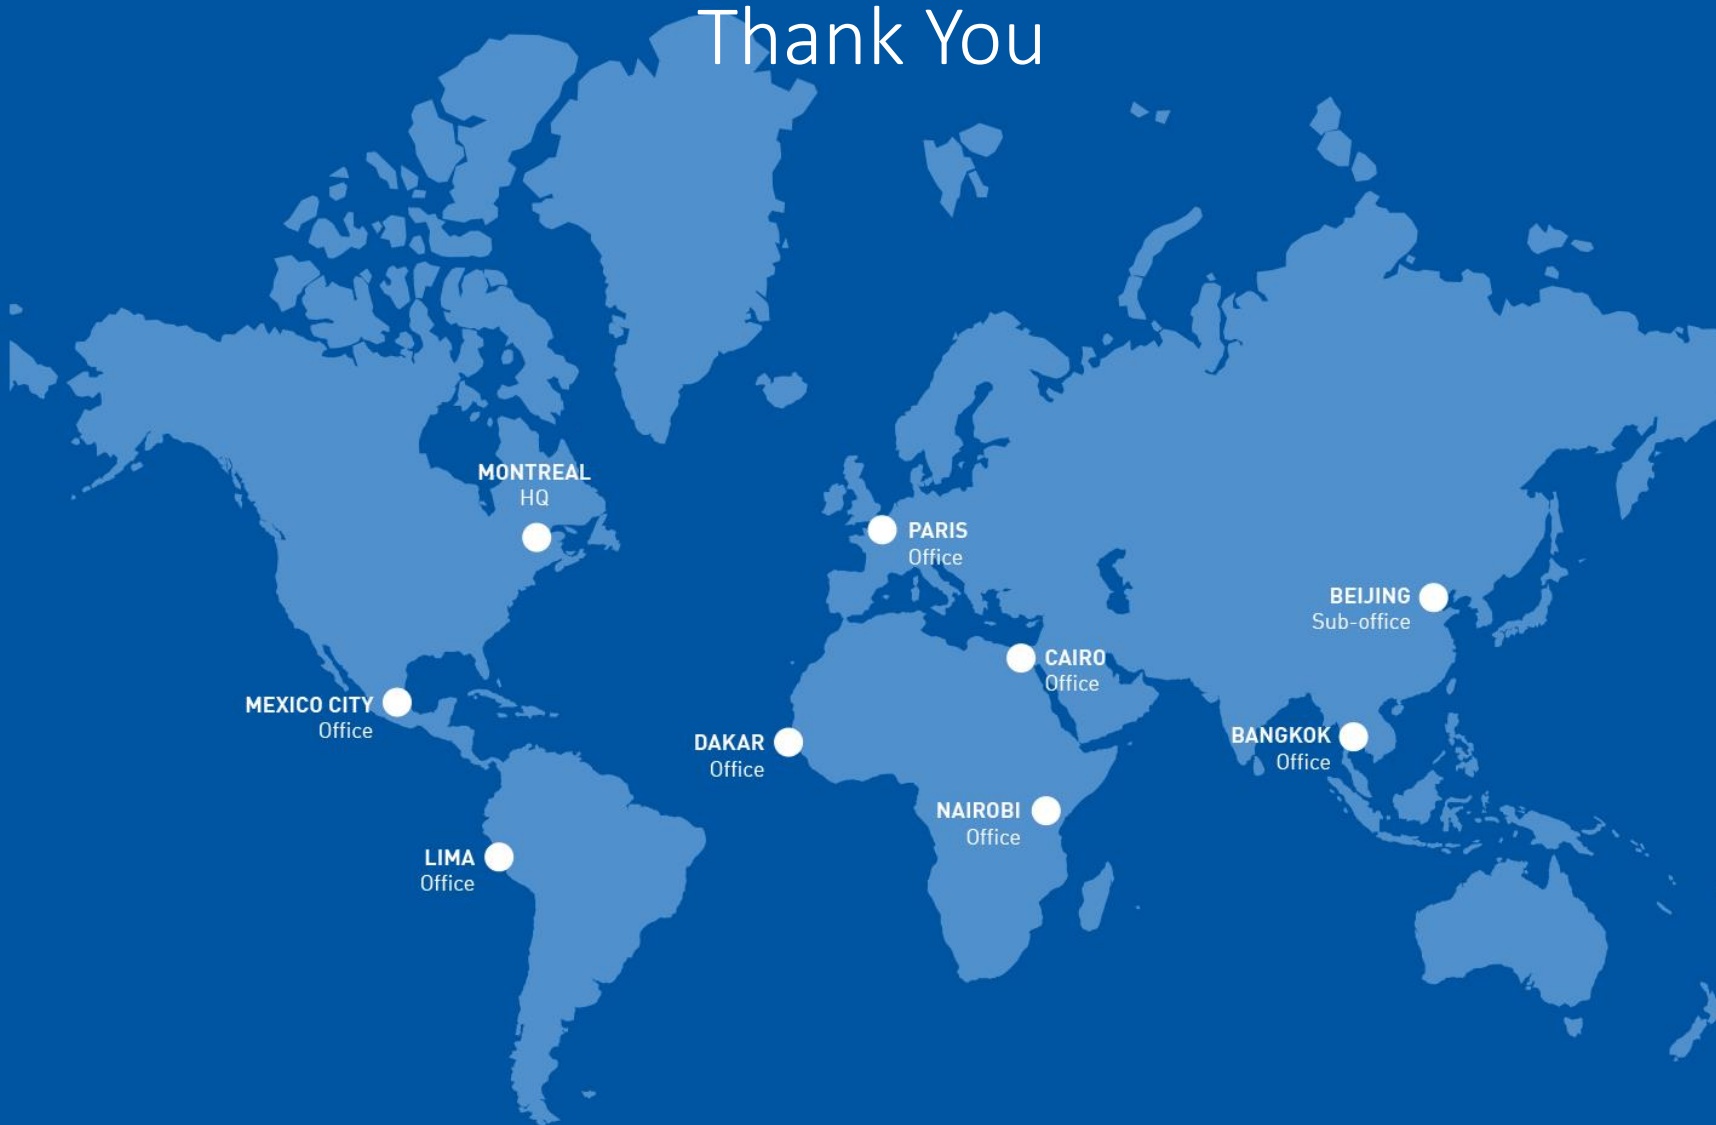 Thank You
MONTREAL
HQ
PARIS
Office
BEIJING
Sub-office
CAIRO
Office
MEXICO CITY
Office
DAKAR
Office
BANGKOK
Office
NAIROBI
Office
LIMA
Office